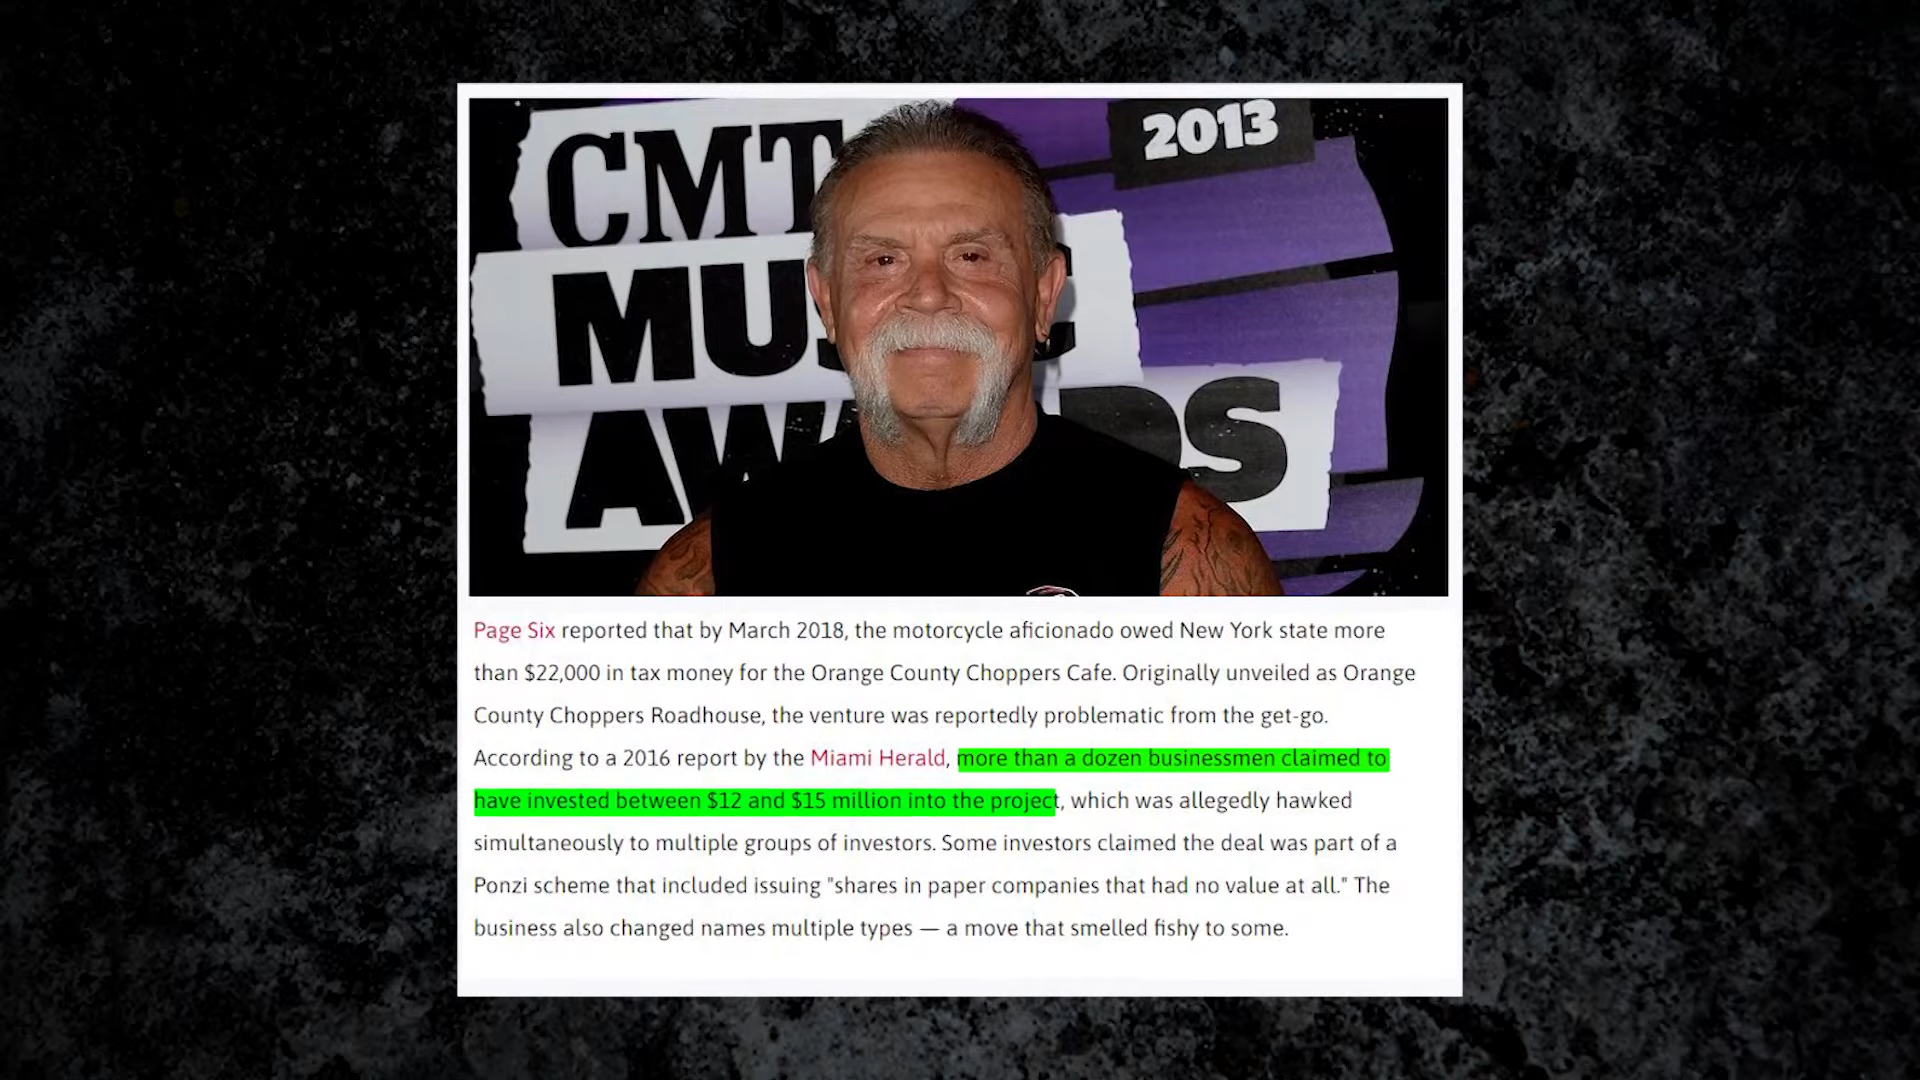 CMT
2013
MUSIC
AWARDS
Page Six reported that by March 2018, the motorcycle aficionado owed New York state more
than $22,000 in tax money for the Orange County Choppers Cafe. Originally unveiled as Orange
County Choppers Roadhouse, the venture was reportedly problematic from the get-go.
According to a 2016 report by the Miami Herald, more than a dozen businessmen claimed to
have invested between $12 and $15 million into the project, which was allegedly hawked
simultaneously to multiple groups of investors. Some investors claimed the deal was part of a
Ponzi scheme that included issuing "shares in paper companies that had no value at all." The
business also changed names multiple types — a move that smelled fishy to some.